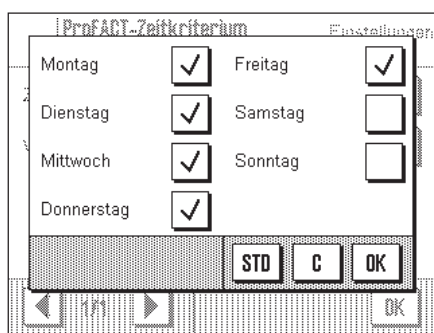 ProFACT-Zeitkriterium
Einstellungen
Montag
Freitag
Dienstag
Samstag
Mittwoch
Sonntag
Donnerstag
STD C OK
1/1 OK